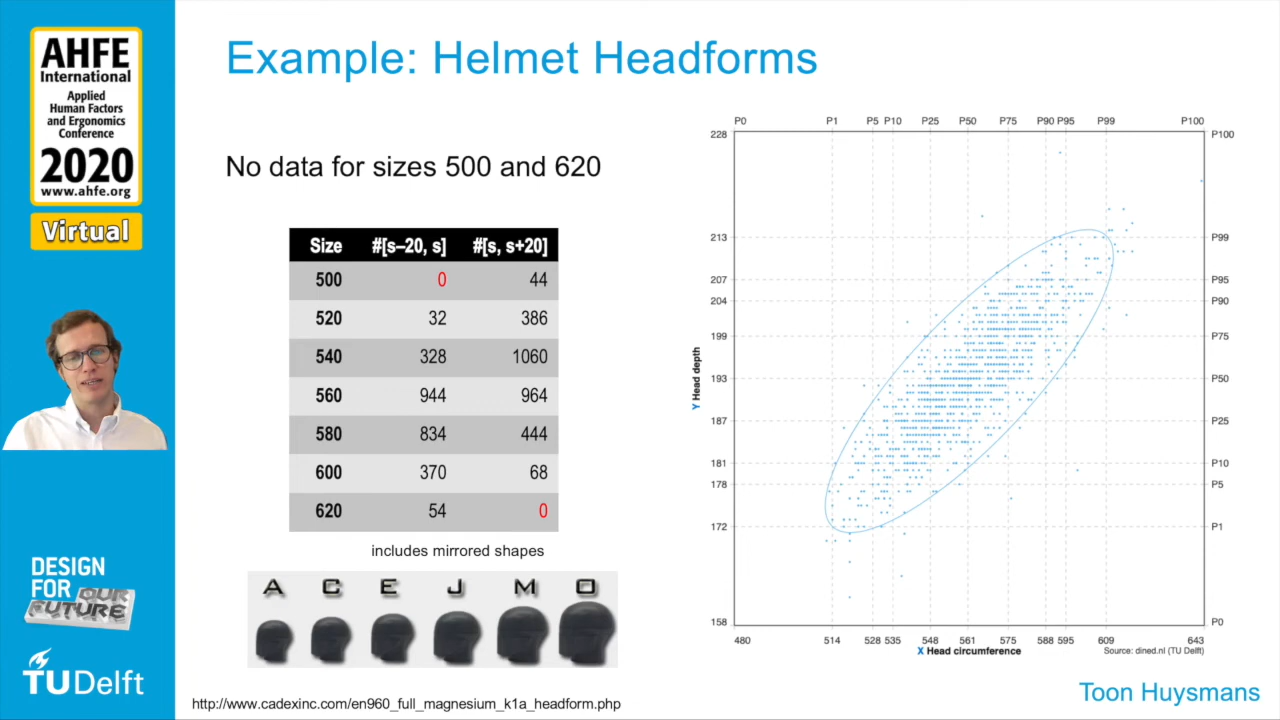 AHFE
International
Applied
Human Factors
and Ergonomics
Conference
2020
www.ahfe.org
Virtual
DESIGN
FOR
OUR
FUTURE
TUDelft
Example: Helmet Headforms
No data for sizes 500 and 620
Size #[s–20, s] #[s, s+20]
500 0 44
520 32 386
540 328 1060
560 944 964
580 834 444
600 370 68
620 54 0
includes mirrored shapes
A C E J M O
http://www.cadexinc.com/en960_full_magnesium_k1a_headform.php
P0 P1 P5 P10 P25 P50 P75 P90 P95 P99 P100
228 P100
213 P99
207 P95
204 P90
199 P75
193 P50
187 P25
181 P10
178 P5
172 P1
158 P0
Y Head depth
480 514 528 535 548 561 575 588 595 609 643
X Head circumference
Source: dined.nl (TU Delft)
Toon Huysmans